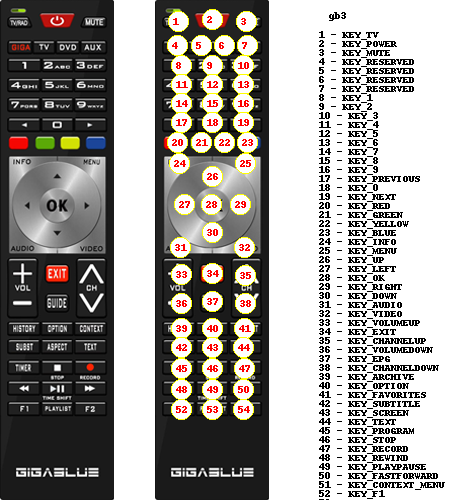 gb3
TV/RAD
MUTE
GIGA TV DVD AUX
1 2ABC 3DEF
4GHI 5JKL 6MNO
7PQRS 8TUV 9WXYZ
0
INFO MENU
OK
AUDIO VIDEO
VOL EXIT CH
GUIDE
HISTORY OPTION CONTEXT
SUBST ASPECT TEXT
TIMER
STOP RECORD
TIME SHIFT
F1 PLAYLIST F2
GIGABLUE
1 2 3
4 5 6 7
8 9 10
11 12 13
14 15 16
17 18 19
20 21 22 23
24 25
26
27 28 29
30
31 32
33 34 35
VOL CH
36 37 38
39 40 41
42 43 44
45 46 47
48 49 50
TIME SHIFT
52 53 54
GIGABLUE
1 - KEY_TV
2 - KEY_POWER
3 - KEY_MUTE
4 - KEY_RESERVED
5 - KEY_RESERVED
6 - KEY_RESERVED
7 - KEY_RESERVED
8 - KEY_1
9 - KEY_2
10 - KEY_3
11 - KEY_4
12 - KEY_5
13 - KEY_6
14 - KEY_7
15 - KEY_8
16 - KEY_9
17 - KEY_PREVIOUS
18 - KEY_0
19 - KEY_NEXT
20 - KEY_RED
21 - KEY_GREEN
22 - KEY_YELLOW
23 - KEY_BLUE
24 - KEY_INFO
25 - KEY_MENU
26 - KEY_UP
27 - KEY_LEFT
28 - KEY_OK
29 - KEY_RIGHT
30 - KEY_DOWN
31 - KEY_AUDIO
32 - KEY_VIDEO
33 - KEY_VOLUMEUP
34 - KEY_EXIT
35 - KEY_CHANNELUP
36 - KEY_VOLUMEDOWN
37 - KEY_EPG
38 - KEY_CHANNELDOWN
39 - KEY_ARCHIVE
40 - KEY_OPTION
41 - KEY_FAVORITES
42 - KEY_SUBTITLE
43 - KEY_SCREEN
44 - KEY_TEXT
45 - KEY_PROGRAM
46 - KEY_STOP
47 - KEY_RECORD
48 - KEY_REWIND
49 - KEY_PLAYPAUSE
50 - KEY_FASTFORWARD
51 - KEY_CONTEXT_MENU
52 - KEY_F1